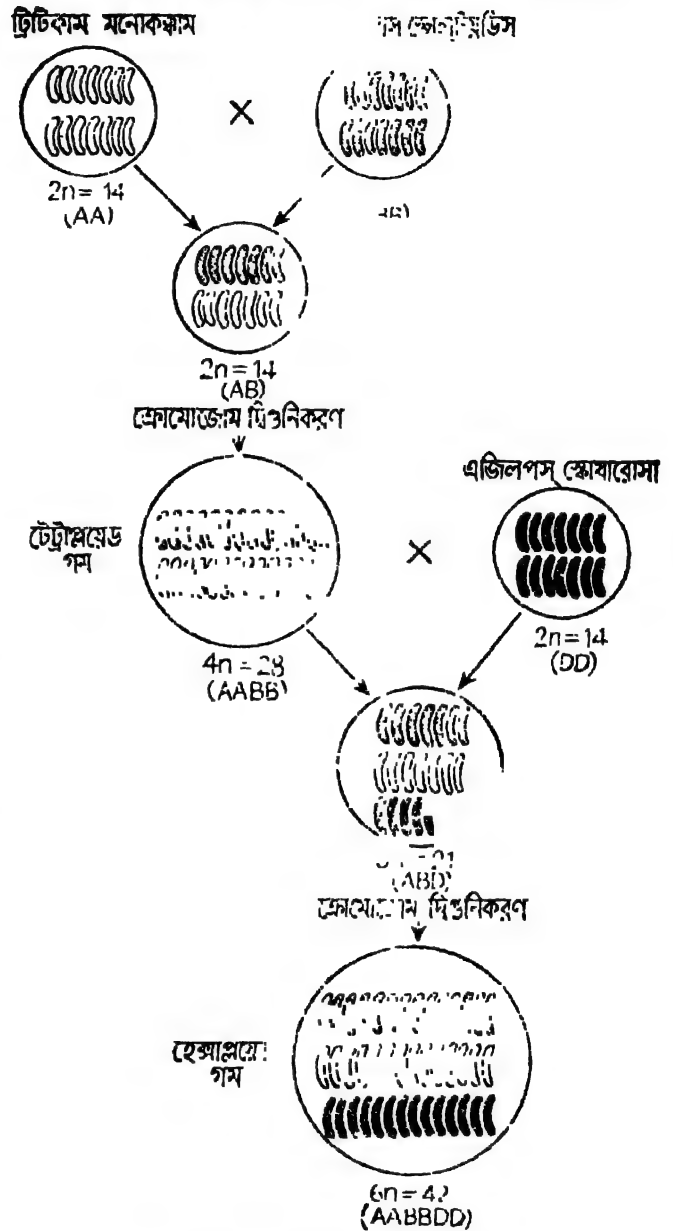 ট্রিটিকাম মনোকক্কাম
×
2n = 14
(AA)
2n = 14
(AB)
ক্রোমোজোম দ্বিগুনিকরণ
এজিলপস্ স্কোয়ারোসা
টেট্রাপ্লয়েড
গম
×
4n = 28
(AABB)
2n = 14
(DD)
(ABD)
ক্রোমোজোম দ্বিগুনিকরণ
গম
6n = 42
(AABBDD)